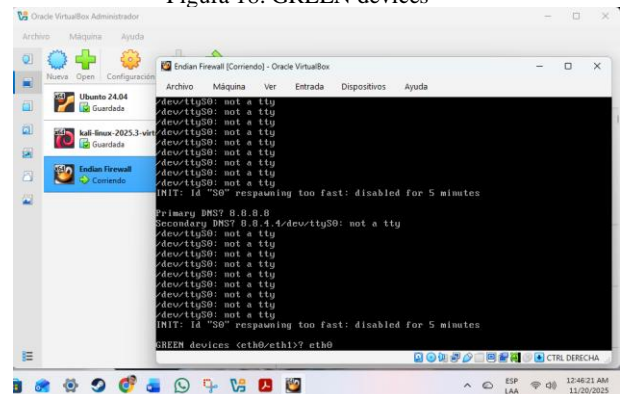 Figura 18. GREEN devices
Oracle VirtualBox Administrador
Archivo Máquina Ayuda
Nueva Open Configuración
Ubunto 24.04
Guardada
kali-linux-2025.3-virt
Guardada
Endian Firewall
Corriendo
Endian Firewall [Corriendo] - Oracle VirtualBox
Archivo Máquina Ver Entrada Dispositivos Ayuda
/dev/ttyS0: not a tty
/dev/ttyS0: not a tty
/dev/ttyS0: not a tty
/dev/ttyS0: not a tty
/dev/ttyS0: not a tty
/dev/ttyS0: not a tty
/dev/ttyS0: not a tty
/dev/ttyS0: not a tty
/dev/ttyS0: not a tty
/dev/ttyS0: not a tty
INIT: Id "S0" respawning too fast: disabled for 5 minutes
Primary DNS? 8.8.8.8
Secondary DNS? 8.8.4.4/dev/ttyS0: not a tty
/dev/ttyS0: not a tty
/dev/ttyS0: not a tty
/dev/ttyS0: not a tty
/dev/ttyS0: not a tty
/dev/ttyS0: not a tty
/dev/ttyS0: not a tty
/dev/ttyS0: not a tty
/dev/ttyS0: not a tty
INIT: Id "S0" respawning too fast: disabled for 5 minutes
GREEN devices (eth0/eth1)? eth0
CTRL DERECHA
ESP
LAA
12:46:21 AM
11/20/2025